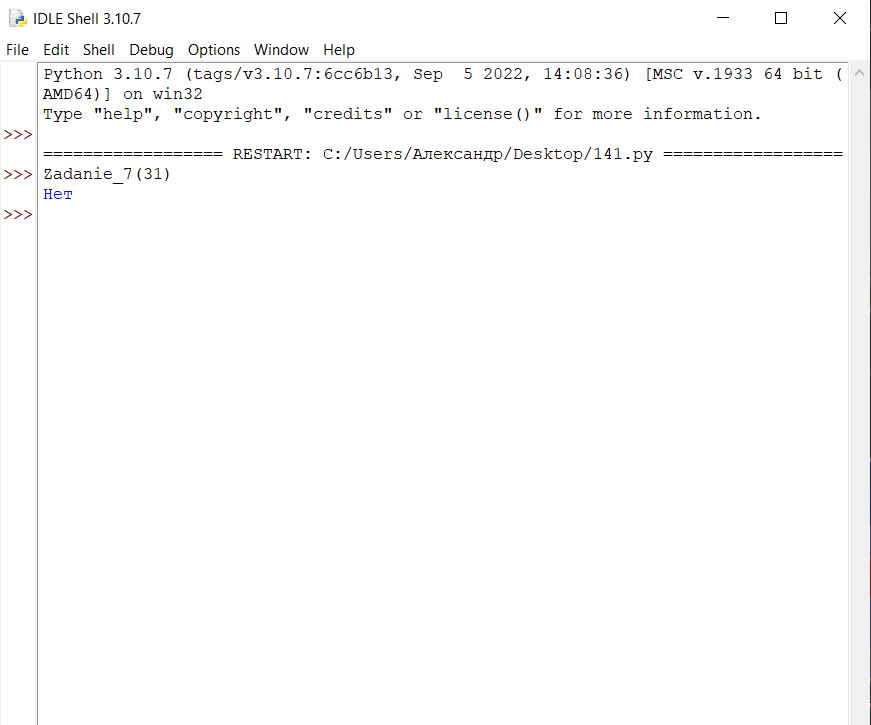 IDLE Shell 3.10.7
File Edit Shell Debug Options Window Help
Python 3.10.7 (tags/v3.10.7:6cc6b13, Sep  5 2022, 14:08:36) [MSC v.1933 64 bit (
AMD64)] on win32
Type "help", "copyright", "credits" or "license()" for more information.
>>>
================== RESTART: C:/Users/Александр/Desktop/141.py ==================
>>> Zadanie_7(31)
Нет
>>>